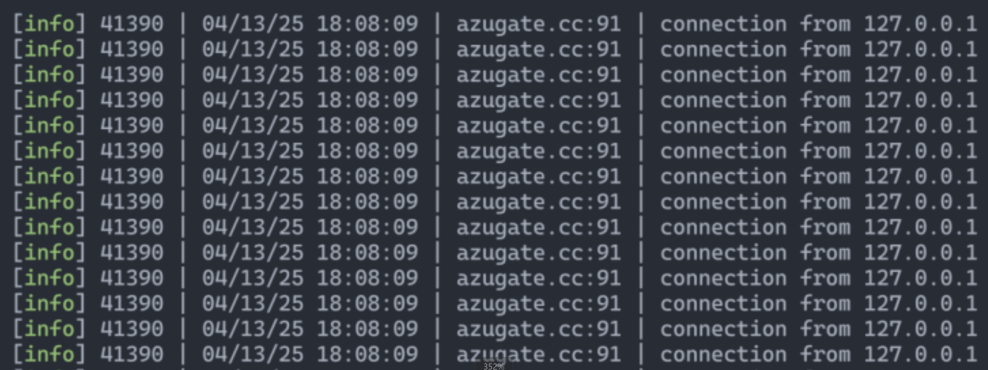 [info] 41390 | 04/13/25 18:08:09 | azugate.cc:91 | connection from 127.0.0.1
[info] 41390 | 04/13/25 18:08:09 | azugate.cc:91 | connection from 127.0.0.1
[info] 41390 | 04/13/25 18:08:09 | azugate.cc:91 | connection from 127.0.0.1
[info] 41390 | 04/13/25 18:08:09 | azugate.cc:91 | connection from 127.0.0.1
[info] 41390 | 04/13/25 18:08:09 | azugate.cc:91 | connection from 127.0.0.1
[info] 41390 | 04/13/25 18:08:09 | azugate.cc:91 | connection from 127.0.0.1
[info] 41390 | 04/13/25 18:08:09 | azugate.cc:91 | connection from 127.0.0.1
[info] 41390 | 04/13/25 18:08:09 | azugate.cc:91 | connection from 127.0.0.1
[info] 41390 | 04/13/25 18:08:09 | azugate.cc:91 | connection from 127.0.0.1
[info] 41390 | 04/13/25 18:08:09 | azugate.cc:91 | connection from 127.0.0.1
[info] 41390 | 04/13/25 18:08:09 | azugate.cc:91 | connection from 127.0.0.1
[info] 41390 | 04/13/25 18:08:09 | azugate.cc:91 | connection from 127.0.0.1
[info] 41390 | 04/13/25 18:08:09 | azugate.cc:91 | connection from 127.0.0.1
[info] 41390 | 04/13/25 18:08:09 | azugate.cc:91 | connection from 127.0.0.1
352%